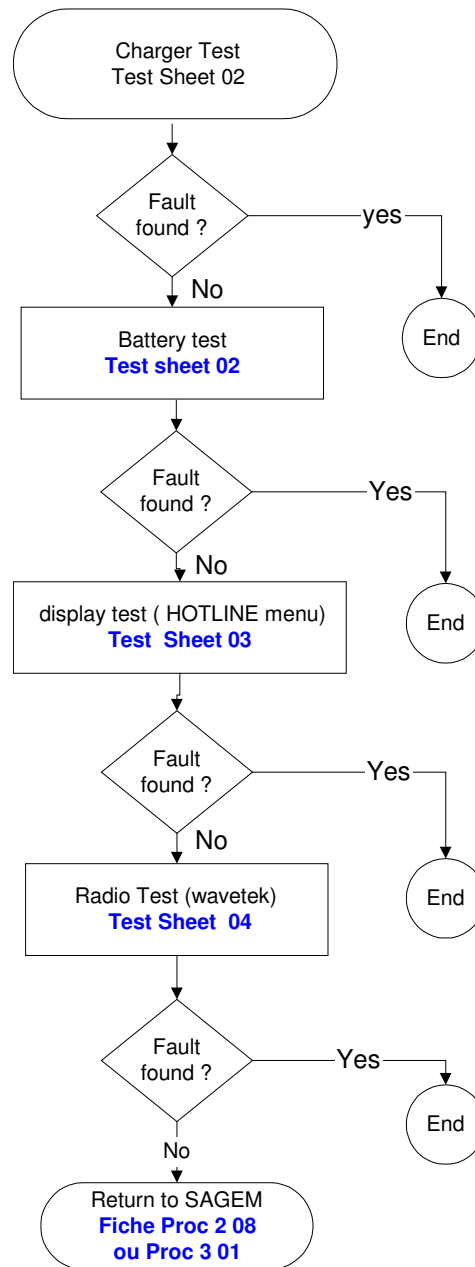 Charger Test
Test Sheet 02
Fault
found ?
yes
No
End
Battery test
Test sheet 02
Fault
found ?
Yes
No
End
display test ( HOTLINE menu)
Test Sheet 03
Fault
found ?
Yes
No
End
Radio Test (wavetek)
Test Sheet 04
Fault
found ?
Yes
No
End
Return to SAGEM
Fiche Proc 2 08
ou Proc 3 01